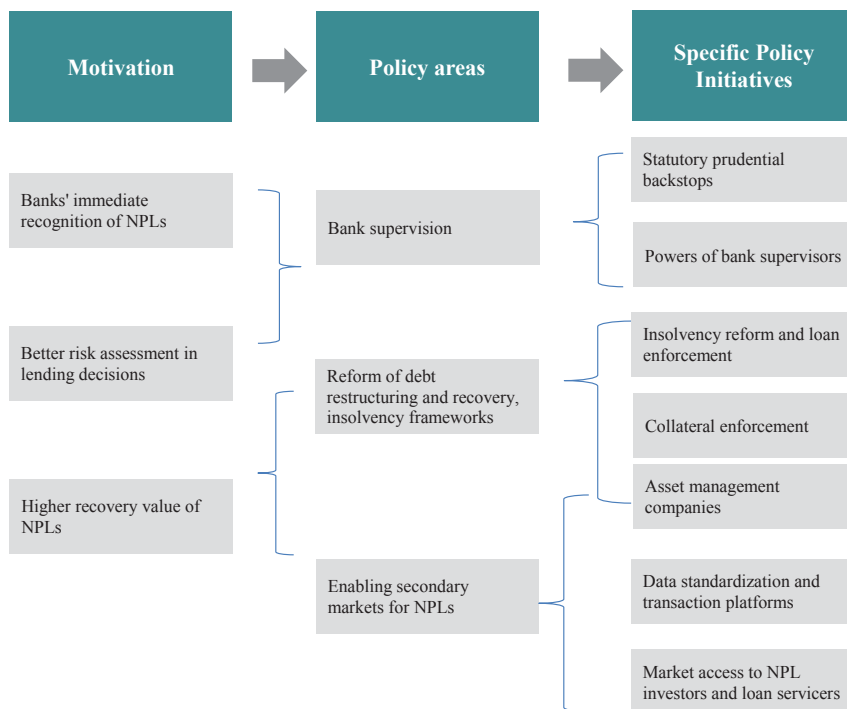 Motivation
Policy areas
Specific Policy
Initiatives
Banks' immediate
recognition of NPLs
Better risk assessment in
lending decisions
Higher recovery value of
NPLs
Bank supervision
Reform of debt
restructuring and recovery,
insolvency frameworks
Enabling secondary
markets for NPLs
Statutory prudential
backstops
Powers of bank supervisors
Insolvency reform and loan
enforcement
Collateral enforcement
Asset management
companies
Data standardization and
transaction platforms
Market access to NPL
investors and loan servicers